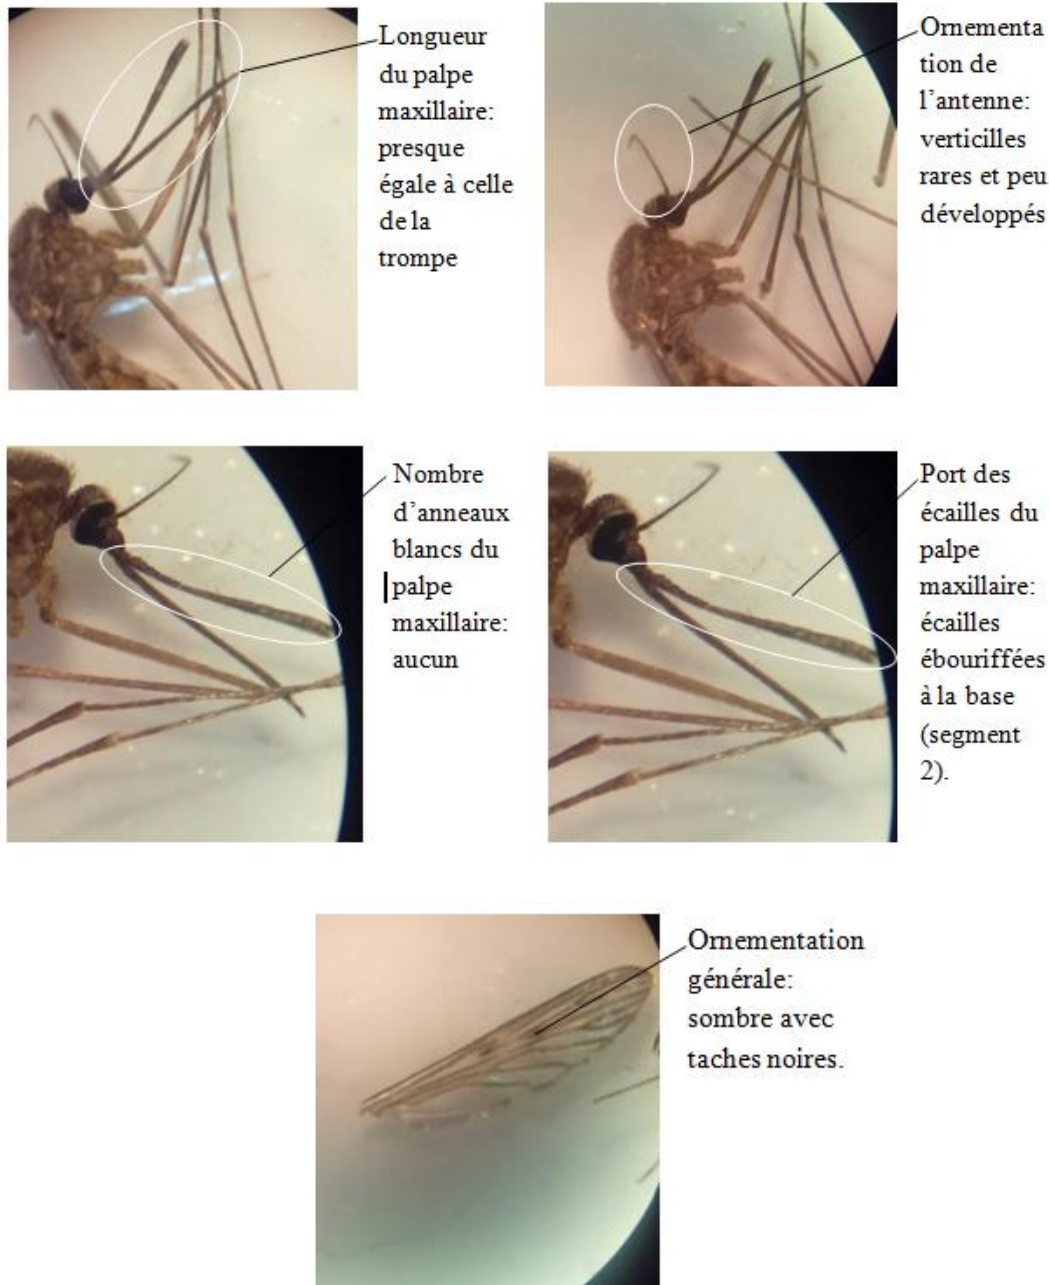 Longueur
du palpe
maxillaire:
presque
égale à celle
de la
trompe
Ornementa
tion de
l'antenne:
verticilles
rares et peu
développés
Nombre
d'anneaux
blancs du
palpe
maxillaire:
aucun
Port des
écailles du
palpe
maxillaire:
écailles
ébouriffées
à la base
(segment
2).
Ornementation
générale:
sombre avec
taches noires.